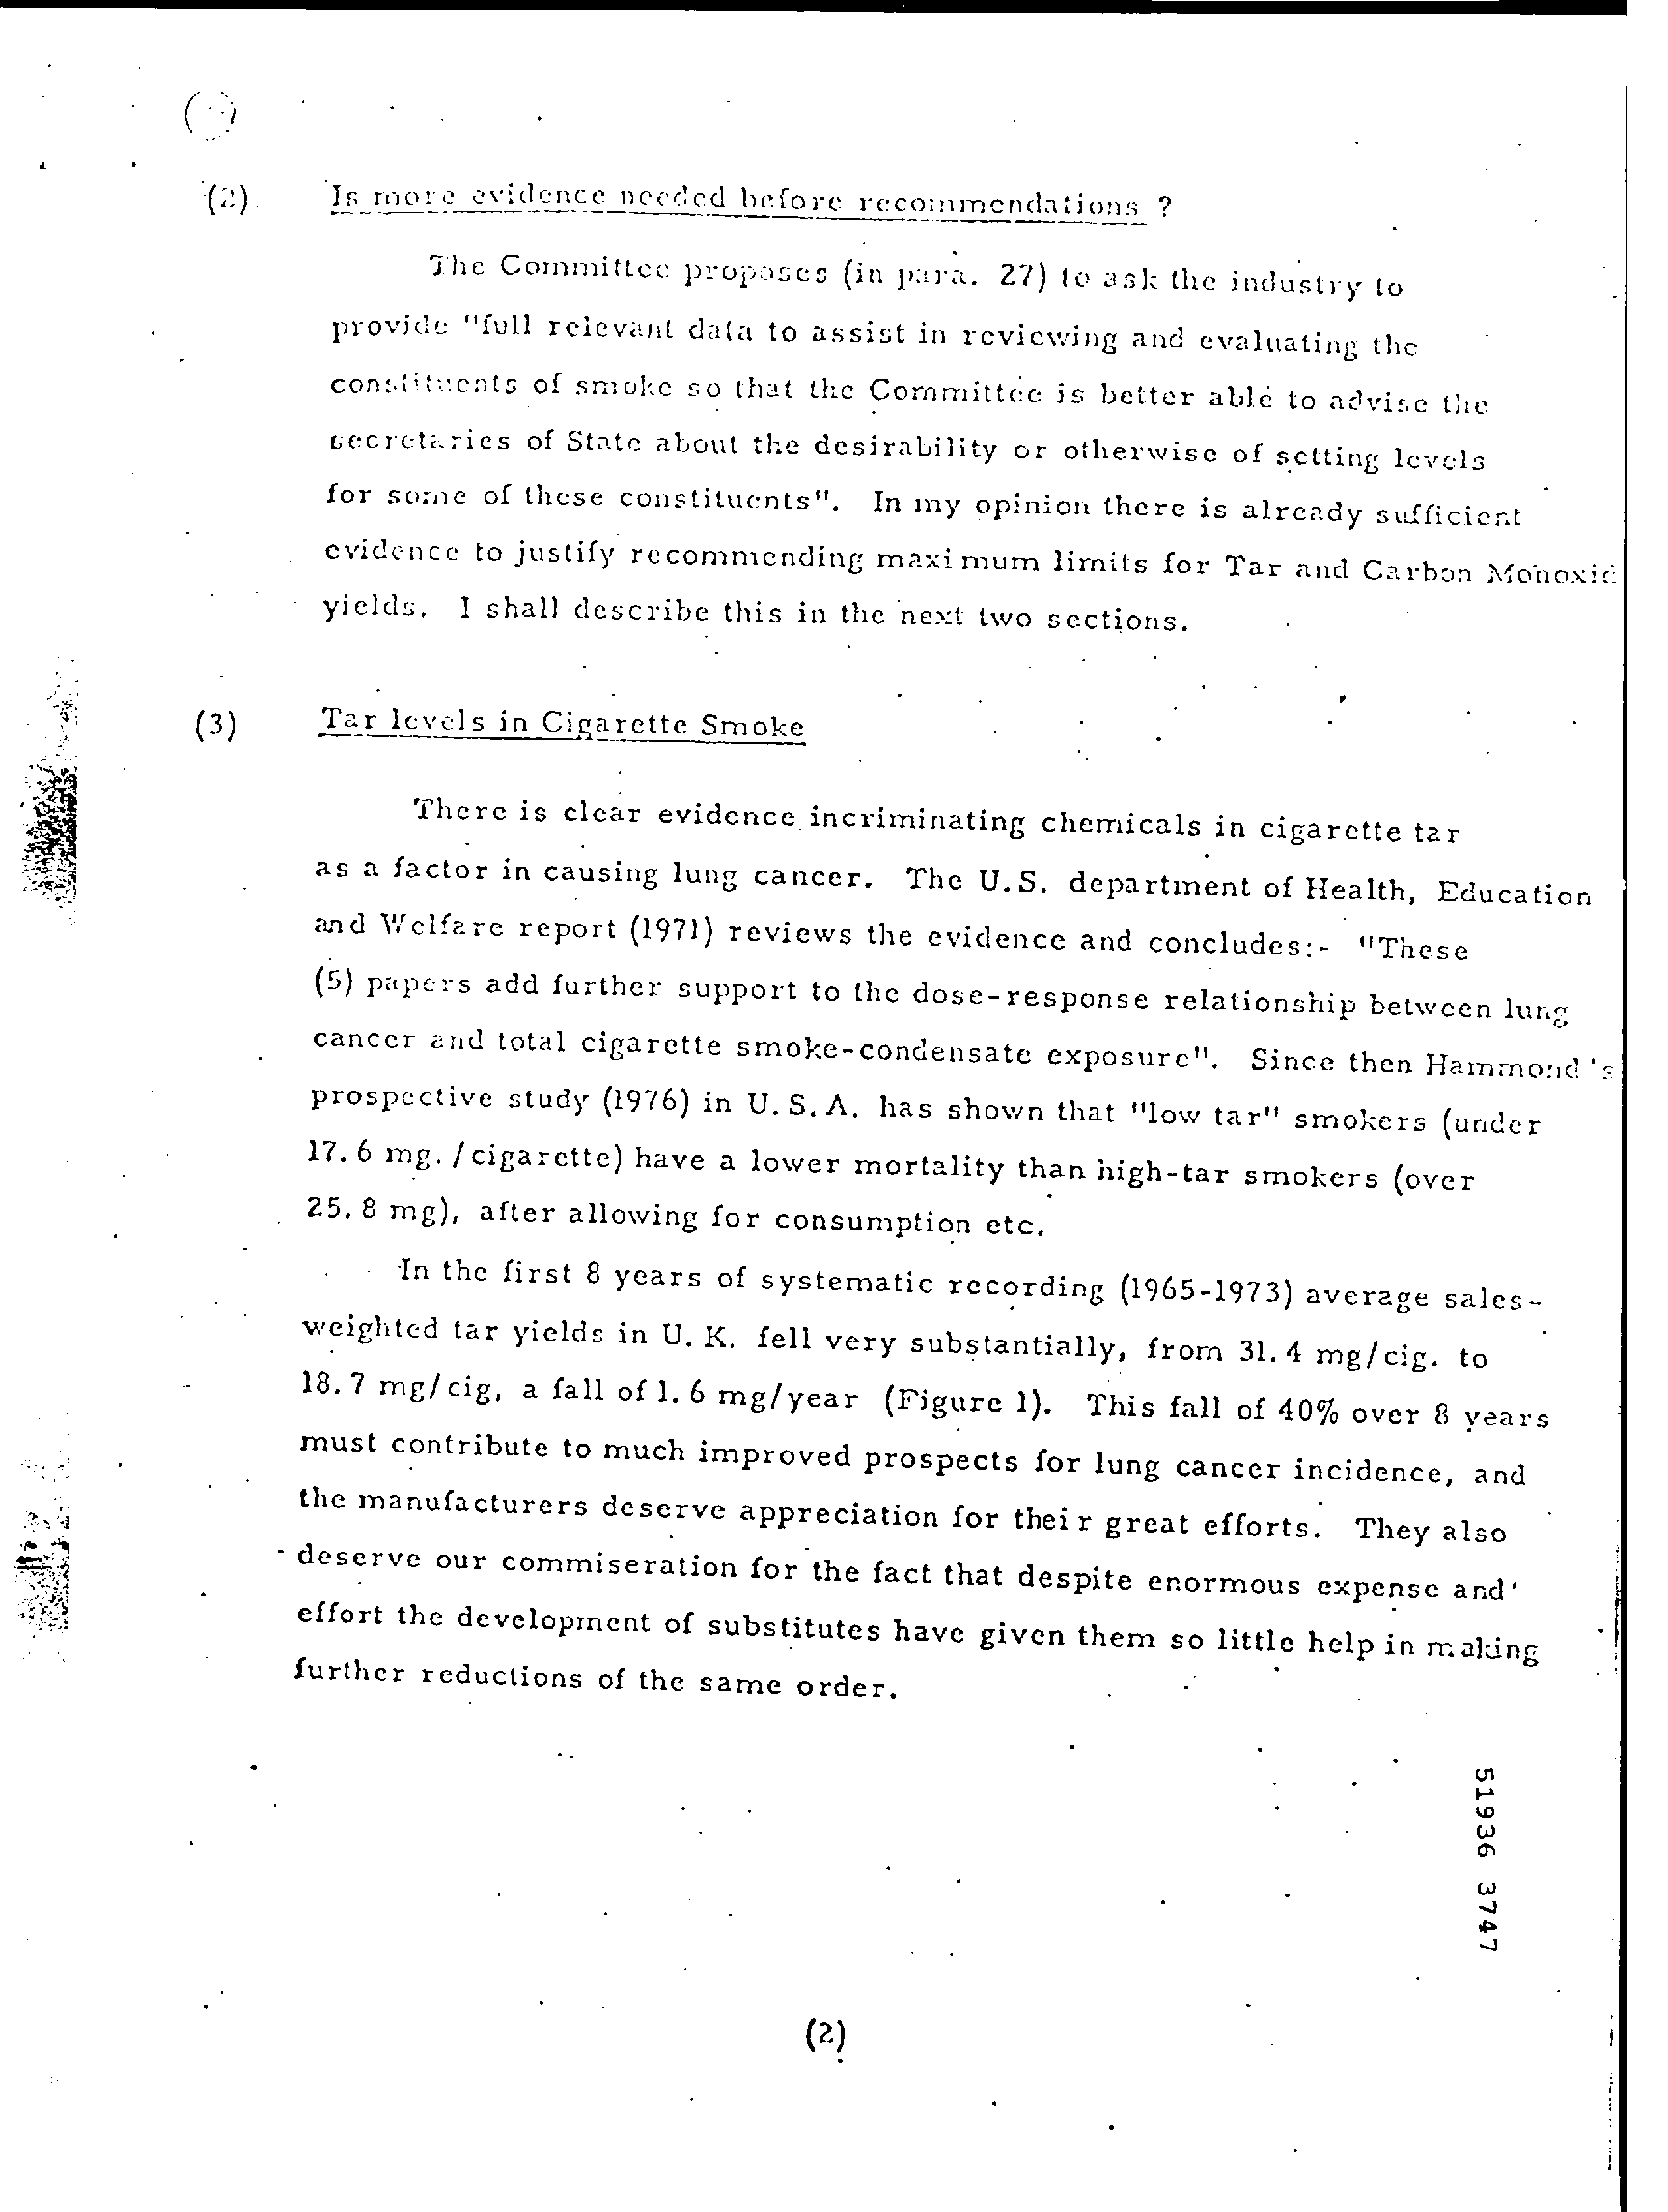 (2) Is more evidence needed before recommendations ?
The Committee proposes (in para. 27) to ask the industry to
provide "full relevant data to assist in reviewing and evaluating the
constituents of smoke so that the Committee is better able to advise the
secretaries of State about the desirability or otherwise of setting levels
for some of these constituents". In my opinion there is already sufficient
evidence to justify recommending maximum limits for Tar and Carbon Monoxid
yields. I shall describe this in the next two sections.
(3) Tar levels in Cigarette Smoke
There is clear evidence incriminating chemicals in cigarette tar
as a factor in causing lung cancer. The U.S. department of Health, Education
and Welfare report (1971) reviews the evidence and concludes:- "These
(5) papers add further support to the dose-response relationship between lung
cancer and total cigarette smoke-condensate exposure". Since then Hammond's
prospective study (1976) in U.S.A. has shown that "low tar" smokers (under
17.6 mg./cigarette) have a lower mortality than high-tar smokers (over
25.8 mg), after allowing for consumption etc.
In the first 8 years of systematic recording (1965-1973) average sales-
weighted tar yields in U.K. fell very substantially, from 31.4 mg/cig. to
18.7 mg/cig, a fall of 1.6 mg/year (Figure 1). This fall of 40% over 8 years
must contribute to much improved prospects for lung cancer incidence, and
the manufacturers deserve appreciation for their great efforts. They also
deserve our commiseration for the fact that despite enormous expense and
effort the development of substitutes have given them so little help in making
further reductions of the same order.
51936 3747
(2)